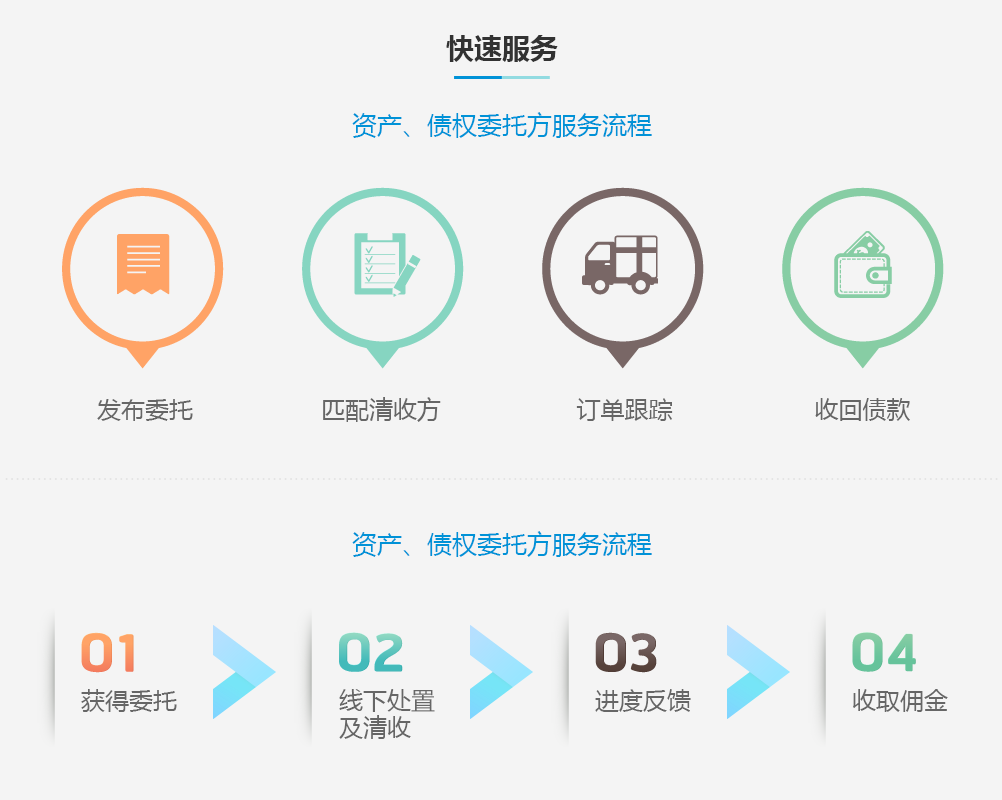 快速服务
资产、债权委托方服务流程
发布委托
匹配清收方
订单跟踪
收回债款
资产、债权委托方服务流程
01
获得委托
02
线下处置
及清收
03
进度反馈
04
收取佣金